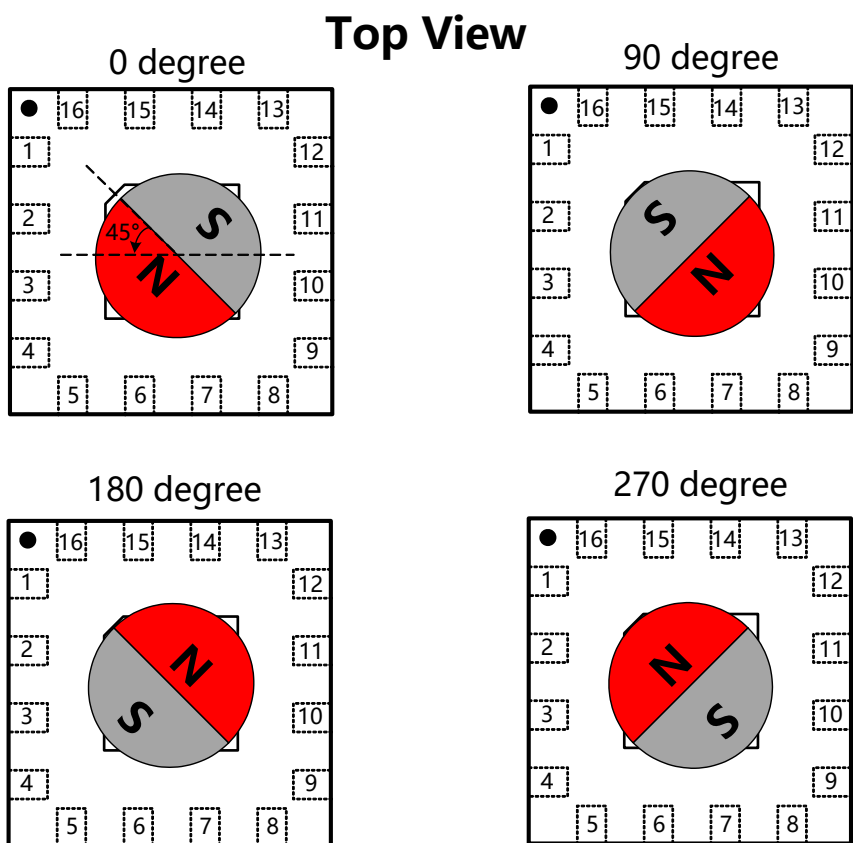 Top View
0 degree
16 15 14 13
1 12
2 S 11
45°
3 N 10
4 9
5 6 7 8
90 degree
16 15 14 13
1 12
2 S 11
3 N 10
4 9
5 6 7 8
180 degree
16 15 14 13
1 12
2 N 11
3 S 10
4 9
5 6 7 8
270 degree
16 15 14 13
1 12
2 N 11
3 S 10
4 9
5 6 7 8